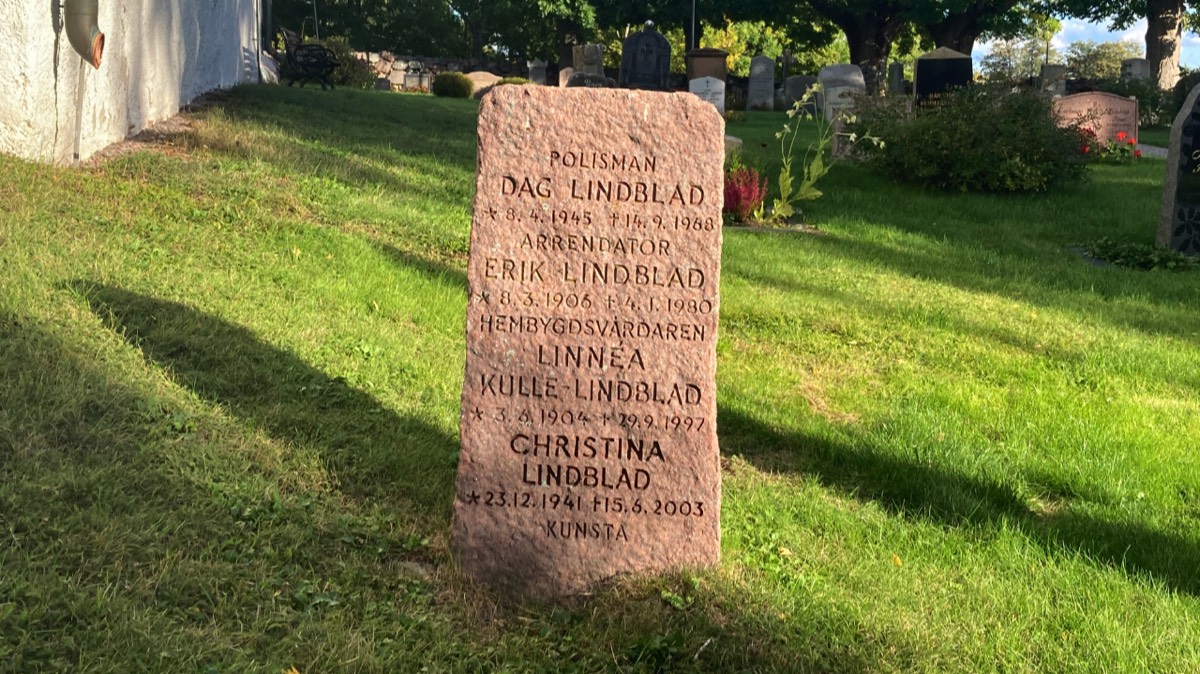 POLISMAN
DAG LINDBLAD
* 8.4.1945 †14.9.1968
ARRENDATOR
ERIK LINDBLAD
* 8.3.1906 †4.1.1980
HEMBYGDSVÅRDAREN
LINNÉA
KULLE-LINDBLAD
* 3.6.1904 †29.9.1997
CHRISTINA
LINDBLAD
*23.12.1941 †15.6.2003
KUNSTA